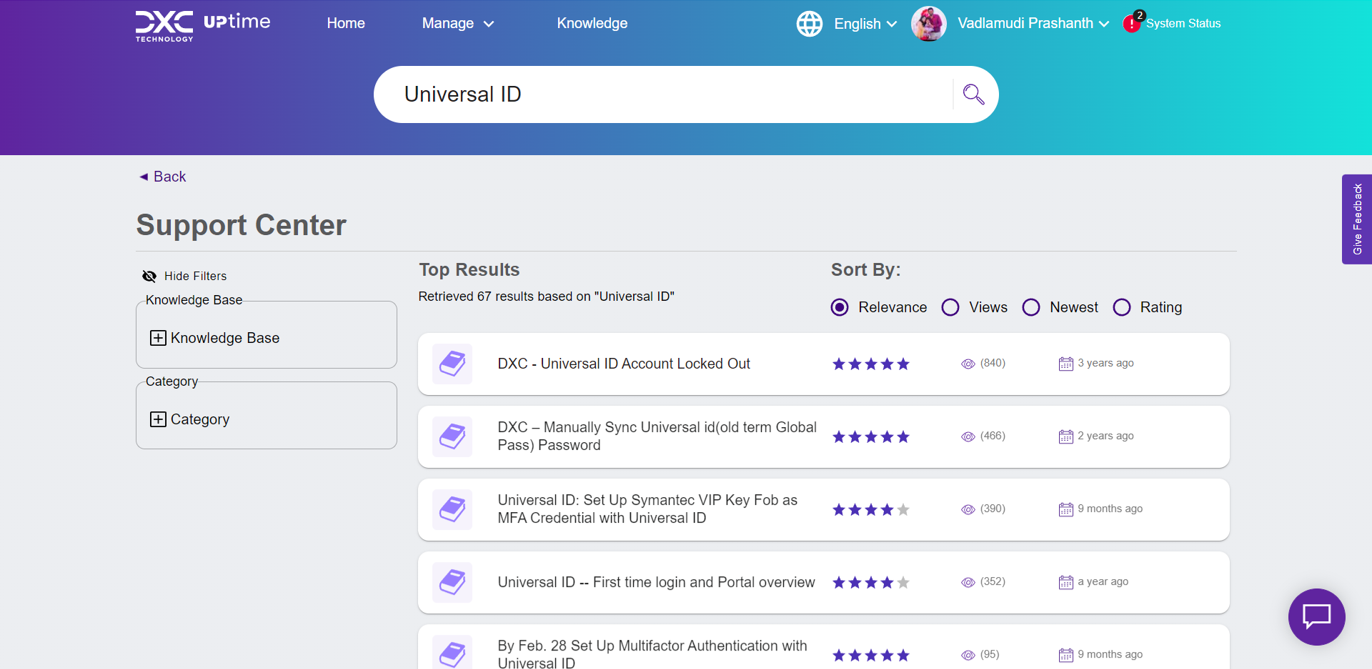 DXC
TECHNOLOGY
UPtime
Home
Manage
Knowledge
English
Vadlamudi Prashanth
!
2
System Status
Universal ID
◄ Back
Give Feedback
Support Center
Hide Filters
Knowledge Base
Knowledge Base
Category
Category
Top Results
Retrieved 67 results based on "Universal ID"
Sort By:
Relevance
Views
Newest
Rating
DXC - Universal ID Account Locked Out
(840)
3 years ago
DXC – Manually Sync Universal id(old term Global
Pass) Password
(466)
2 years ago
Universal ID: Set Up Symantec VIP Key Fob as
MFA Credential with Universal ID
(390)
9 months ago
Universal ID -- First time login and Portal overview
(352)
a year ago
By Feb. 28 Set Up Multifactor Authentication with
Universal ID
(95)
9 months ago